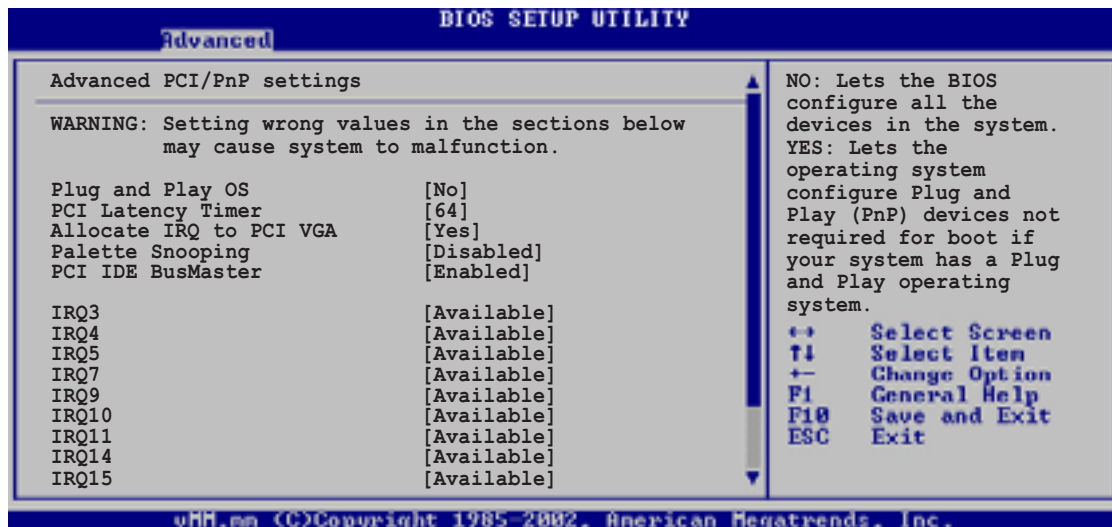 BIOS SETUP UTILITY
Advanced
Advanced PCI/PnP settings
WARNING: Setting wrong values in the sections below
may cause system to malfunction.
Plug and Play OS [No]
PCI Latency Timer [64]
Allocate IRQ to PCI VGA [Yes]
Palette Snooping [Disabled]
PCI IDE BusMaster [Enabled]
IRQ3 [Available]
IRQ4 [Available]
IRQ5 [Available]
IRQ7 [Available]
IRQ9 [Available]
IRQ10 [Available]
IRQ11 [Available]
IRQ14 [Available]
IRQ15 [Available]
NO: Lets the BIOS
configure all the
devices in the system.
YES: Lets the
operating system
configure Plug and
Play (PnP) devices not
required for boot if
your system has a Plug
and Play operating
system.
←→ Select Screen
↑↓ Select Item
+- Change Option
F1 General Help
F10 Save and Exit
ESC Exit
vMM.mm (C)Copyright 1985-2002, American Megatrends, Inc.